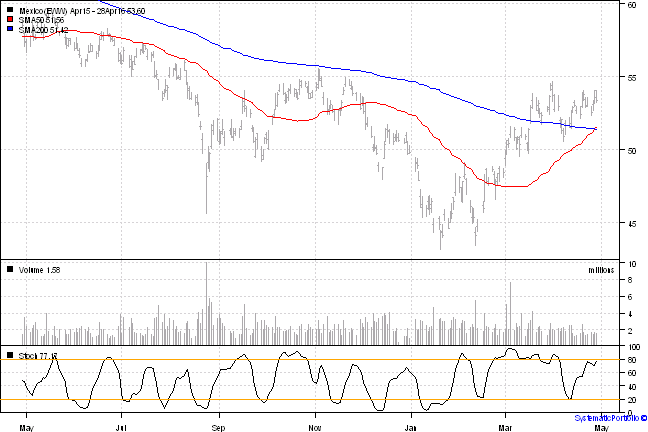 Mexico (EWW) Apr15 - 28Apr16 53.60
SMA50 51.56
SMA200 51.42
60
55
50
45
Volume 1.58
millions
10
8
6
4
2
Stoch 77.17
100
80
60
40
20
0
May Jul Sep Nov Jan Mar May
SystematicPortfolio ©